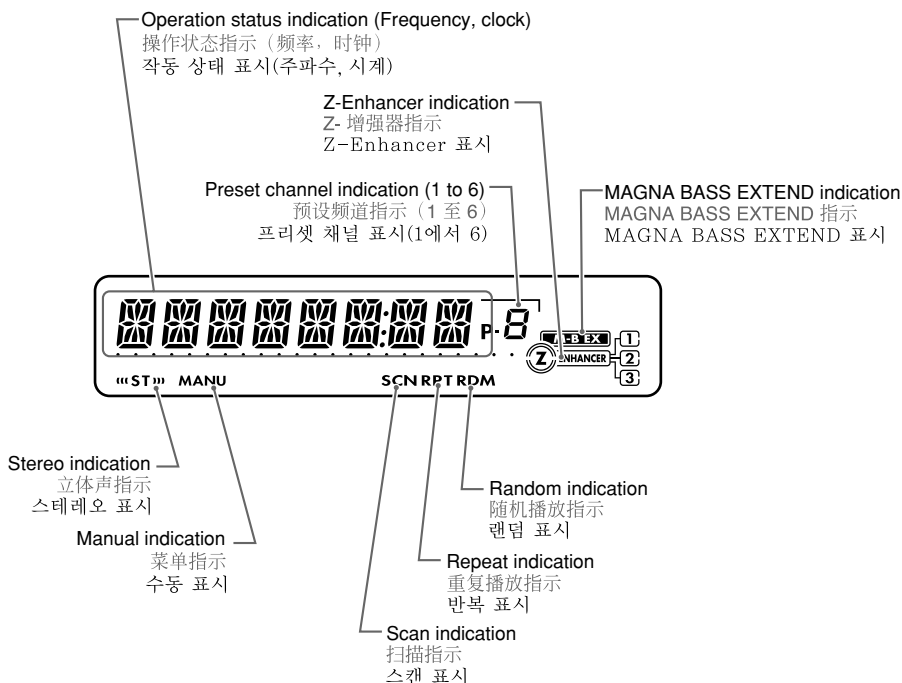 Operation status indication (Frequency, clock)
操作状态指示（频率，时钟）
작동 상태 표시(주파수, 시계)
Z-Enhancer indication
Z- 增强器指示
Z-Enhancer 표시
Preset channel indication (1 to 6)
预设频道指示（1 至 6）
프리셋 채널 표시(1에서 6)
MAGNA BASS EXTEND indication
MAGNA BASS EXTEND 指示
MAGNA BASS EXTEND 표시
P-8
M-B EX
Z ENHANCER
1
2
3
ST MANU SCN RPT RDM
Stereo indication
立体声指示
스테레오 표시
Manual indication
菜单指示
수동 표시
Random indication
随机播放指示
랜덤 표시
Repeat indication
重复播放指示
반복 표시
Scan indication
扫描指示
스캔 표시